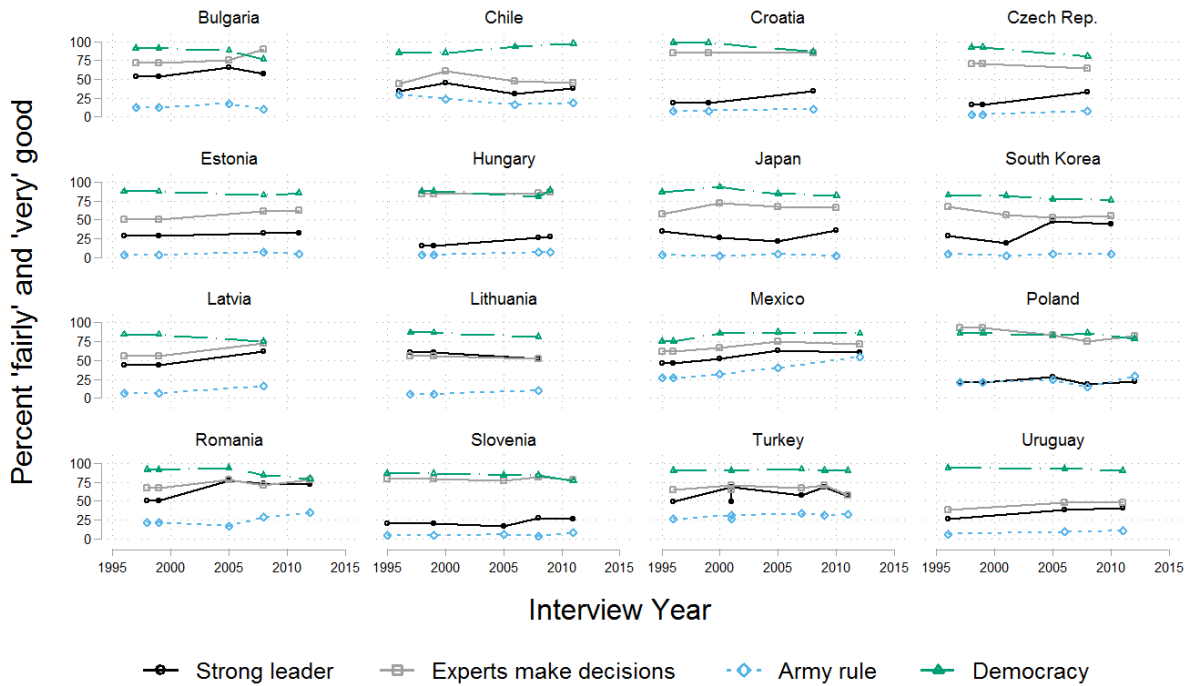 Bulgaria Chile Croatia Czech Rep.
100
75
50
25
0
Estonia Hungary Japan South Korea
100
75
50
25
0
Latvia Lithuania Mexico Poland
100
75
50
25
0
Romania Slovenia Turkey Uruguay
100
75
50
25
0
1995 2000 2005 2010 2015 1995 2000 2005 2010 2015 1995 2000 2005 2010 2015 1995 2000 2005 2010 2015
Percent 'fairly' and 'very' good
Interview Year
Strong leader Experts make decisions Army rule Democracy